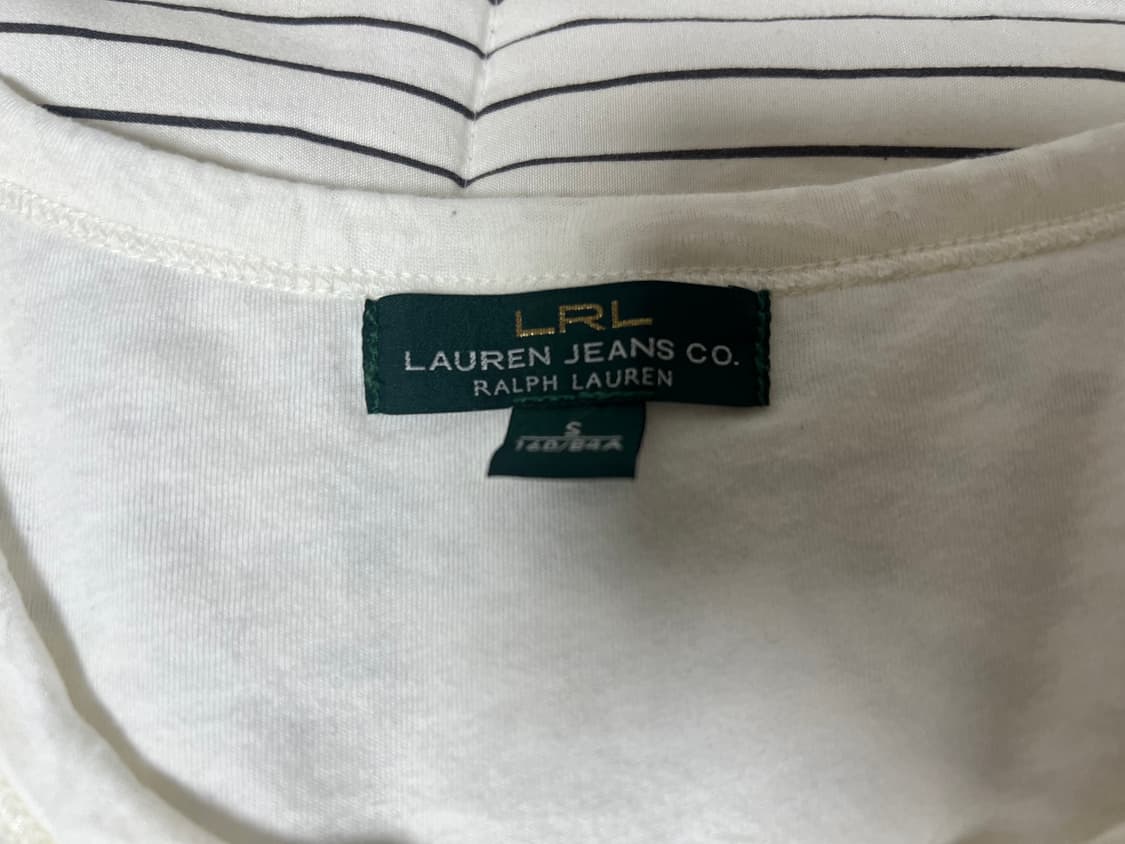 LRL
LAUREN JEANS CO.
RALPH LAUREN
S
160/84A